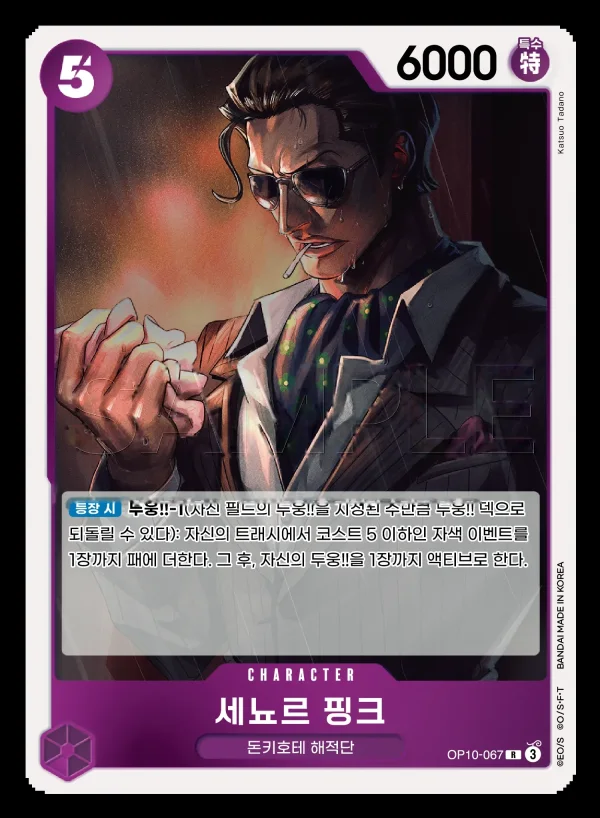 5
6000
특수
特
Katsuo Tadano
SAMPLE
등장 시 두웅!!-1(자신 필드의 두웅!!을 지정된 수만큼 두웅!! 덱으로
되돌릴 수 있다): 자신의 트래시에서 코스트 5 이하인 자색 이벤트를
1장까지 패에 더한다. 그 후, 자신의 두웅!!을 1장까지 액티브로 한다.
CHARACTER
세뇨르 핑크
돈키호테 해적단
OP10-067 R 3
©EO/S ©O/S·F·T BANDAI MADE IN KOREA